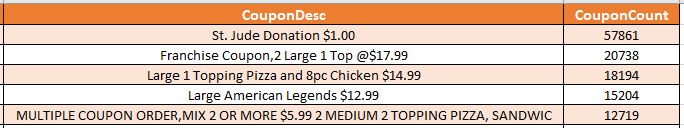 CouponDesc CouponCount
St. Jude Donation $1.00 57861
Franchise Coupon,2 Large 1 Top @$17.99 20738
Large 1 Topping Pizza and 8pc Chicken $14.99 18194
Large American Legends $12.99 15204
MULTIPLE COUPON ORDER,MIX 2 OR MORE $5.99 2 MEDIUM 2 TOPPING PIZZA, SANDWIC 12719